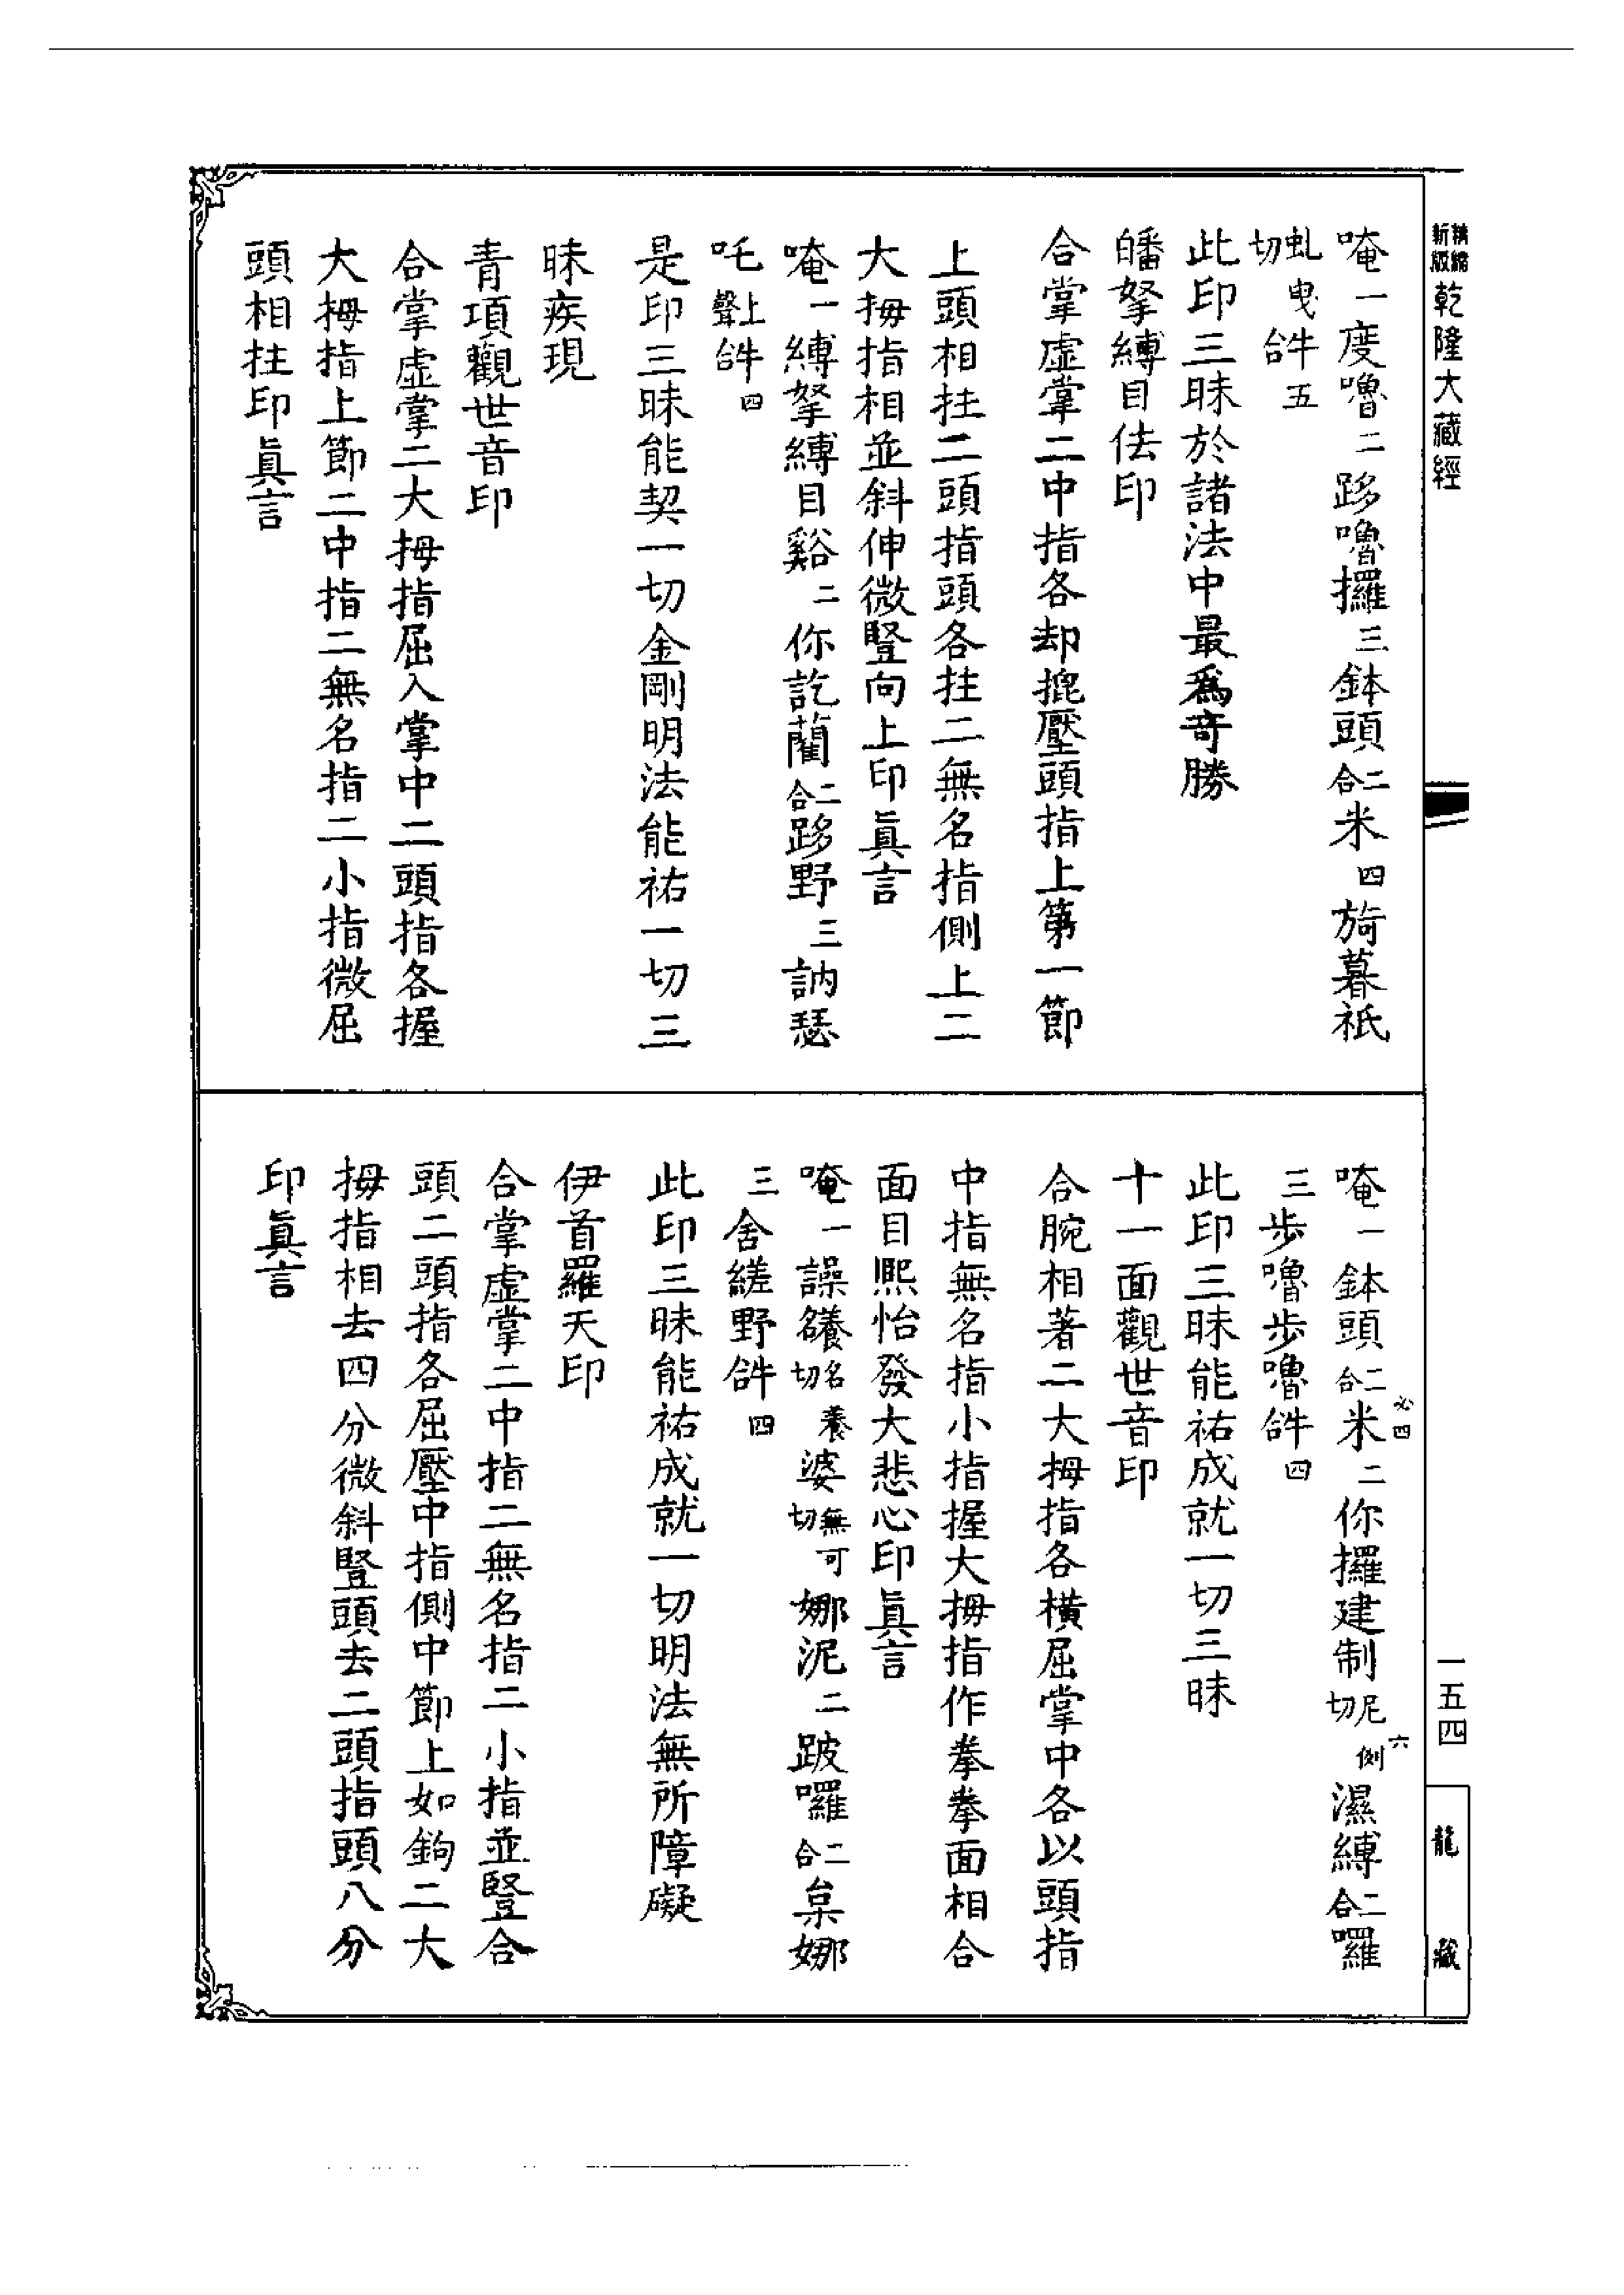 精縮
新版
乾隆大藏經
唵一度嚕二跢嚕攞三鉢頭二合米四旖暮祇
虬曳切𤙖五
此印三昧於諸法中最爲奇勝
皤拏縛目佉印
合掌虛掌二中指各却搥壓頭指上第一節
上頭相拄二頭指頭各拄二無名指側上二
大拇指相並斜伸微豎向上印眞言
唵一縛拏縛目谿二你訖藺二合跢野三訥瑟
吒上聲𤙖四
是印三昧能契一切金剛明法能祐一切三
昧疾現
青項觀世音印
合掌虛掌二大拇指屈入掌中二頭指各握
大拇指上節二中指二無名指二小指微屈
頭相拄印眞言
唵一鉢頭二合米二你攞建制尼例切濕縛二合囉
三步嚕步嚕𤙖四
必四
六
此印三昧能祐成就一切三昧
十一面觀世音印
合腕相著二大拇指各橫屈掌中各以頭指
中指無名指小指握大拇指作拳拳面相合
面目熙怡發大悲心印眞言
唵一譟𩜁名養切婆無可切娜泥二跛囉二合枲娜
三舍縒野𤙖四
此印三昧能祐成就一切明法無所障礙
伊首羅天印
合掌虛掌二中指二無名指二小指並豎合
頭二頭指各屈壓中指側中節上如鉤二大
拇指相去四分微斜豎頭去二頭指頭八分
印眞言
一五四
龍藏